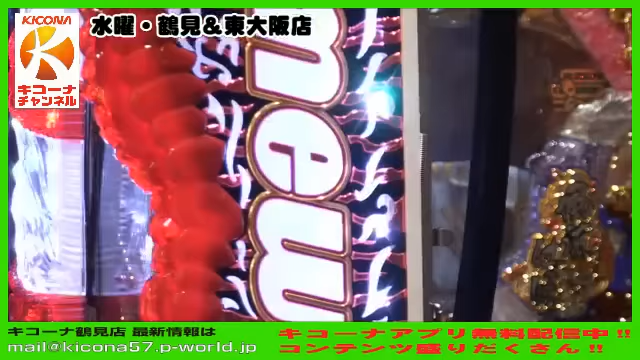 KICONA
キコーナ
チャンネル
水曜・鶴見&東大阪店
new
キコーナ鶴見店 最新情報は
mail@kicona57.p-world.jp
キコーナアプリ無料配信中!!
コンテンツ盛りだくさん!!